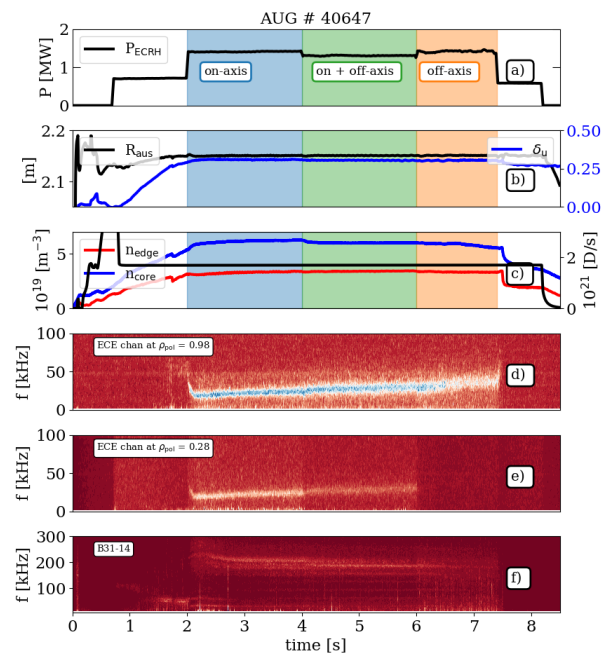 AUG # 40647
2
1
0
P [MW]
P_ECRH
on-axis
on + off-axis
off-axis
a)
2.2
2.1
[m]
R_aus
δ_u
b)
0.50
0.25
0.00
5
0
10^19 [m^−3]
n_edge
n_core
c)
2
1
0
10^21 [D/s]
100
50
0
f [kHz]
ECE chan at ρ_pol = 0.98
d)
100
50
0
f [kHz]
ECE chan at ρ_pol = 0.28
e)
300
200
100
f [kHz]
B31-14
f)
0 1 2 3 4 5 6 7 8
time [s]